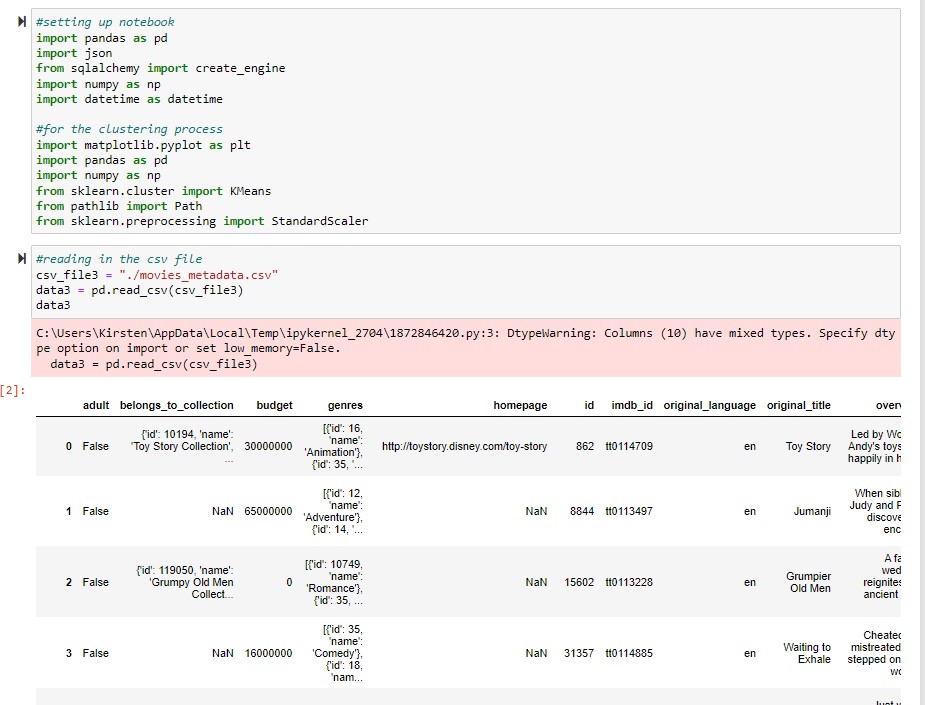 #setting up notebook
import pandas as pd
import json
from sqlalchemy import create_engine
import numpy as np
import datetime as datetime
#for the clustering process
import matplotlib.pyplot as plt
import pandas as pd
import numpy as np
from sklearn.cluster import KMeans
from pathlib import Path
from sklearn.preprocessing import StandardScaler
#reading in the csv file
csv_file3 = "./movies_metadata.csv"
data3 = pd.read_csv(csv_file3)
data3
C:\Users\Kirsten\AppData\Local\Temp\ipykernel_2704\1872846420.py:3: DtypeWarning: Columns (10) have mixed types. Specify dty
pe option on import or set low_memory=False.
data3 = pd.read_csv(csv_file3)
[2]:
adult belongs_to_collection budget genres homepage id imdb_id original_language original_title
0 False {'id': 10194, 'name': 'Toy Story Collection', ... 30000000 [{'id': 16, 'name': 'Animation'}, {'id': 35, '... http://toystory.disney.com/toy-story 862 tt0114709 en Toy Story Led by Andy's toys happily in
1 False NaN 65000000 [{'id': 12, 'name': 'Adventure'}, {'id': 14, '... NaN 8844 tt0113497 en Jumanji When Judy and
2 False {'id': 119050, 'name': 'Grumpy Old Men Collect... 0 [{'id': 10749, 'name': 'Romance'}, {'id': 35, ... NaN 15602 tt0113228 en Grumpier Old Men A reignites ancient
3 False NaN 16000000 [{'id': 35, 'name': 'Comedy'}, {'id': 18, 'nam... NaN 31357 tt0114885 en Waiting to Exhale mistreated stepped on